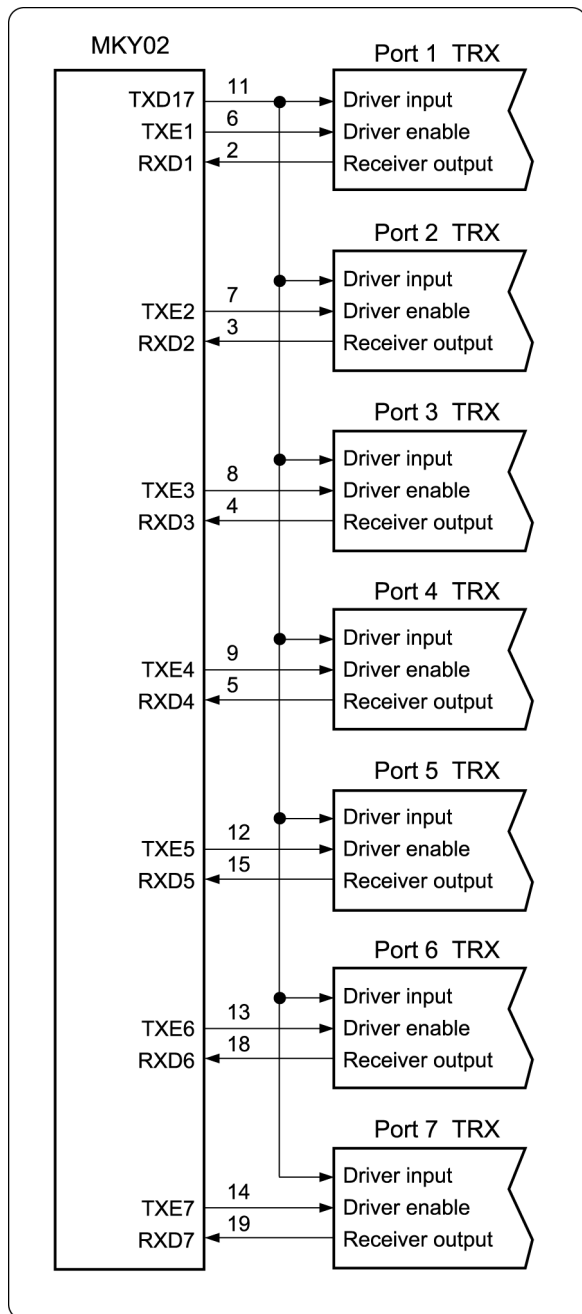 MKY02
Port 1 TRX
TXD17 11 Driver input
TXE1 6 Driver enable
RXD1 2 Receiver output
Port 2 TRX
Driver input
TXE2 7 Driver enable
RXD2 3 Receiver output
Port 3 TRX
Driver input
TXE3 8 Driver enable
RXD3 4 Receiver output
Port 4 TRX
Driver input
TXE4 9 Driver enable
RXD4 5 Receiver output
Port 5 TRX
Driver input
TXE5 12 Driver enable
RXD5 15 Receiver output
Port 6 TRX
Driver input
TXE6 13 Driver enable
RXD6 18 Receiver output
Port 7 TRX
Driver input
TXE7 14 Driver enable
RXD7 19 Receiver output